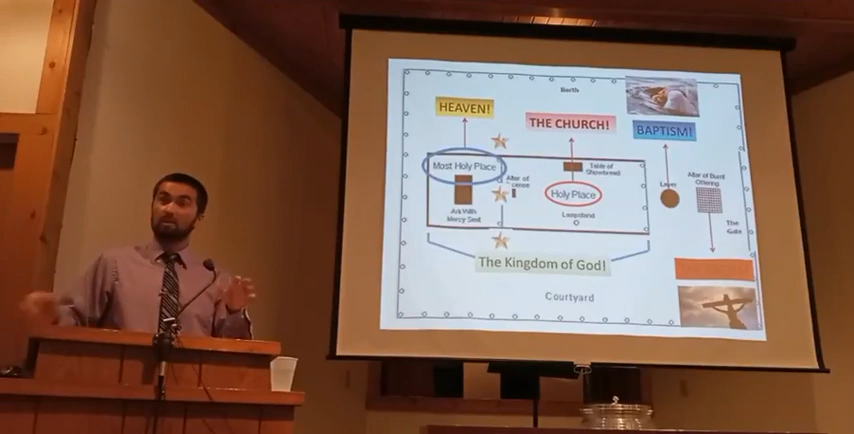 North
HEAVEN!
THE CHURCH!
BAPTISM!
Most Holy Place
Altar of
Table of
Showbread
Holy Place
Laver
Altar of Burnt
Offering
Ark With
Mercy Seat
Lampstand
The
Gate
The Kingdom of God!
Courtyard